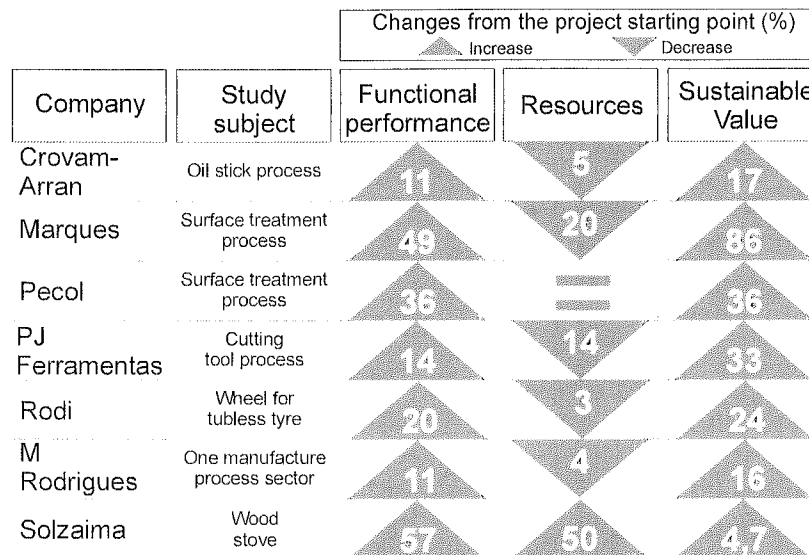 Changes from the project starting point (%)
Increase Decrease
Company
Study
subject
Functional
performance
Resources
Sustainable
Value
Crovam-
Arran
Oil stick process
11
5
17
Marques
Surface treatment
process
49
20
86
Pecol
Surface treatment
process
36
=
36
PJ
Ferramentas
Cutting
tool process
14
14
33
Rodi
Wheel for
tubless tyre
20
3
24
M
Rodrigues
One manufacture
process sector
11
4
16
Solzaima
Wood
stove
57
50
4,7